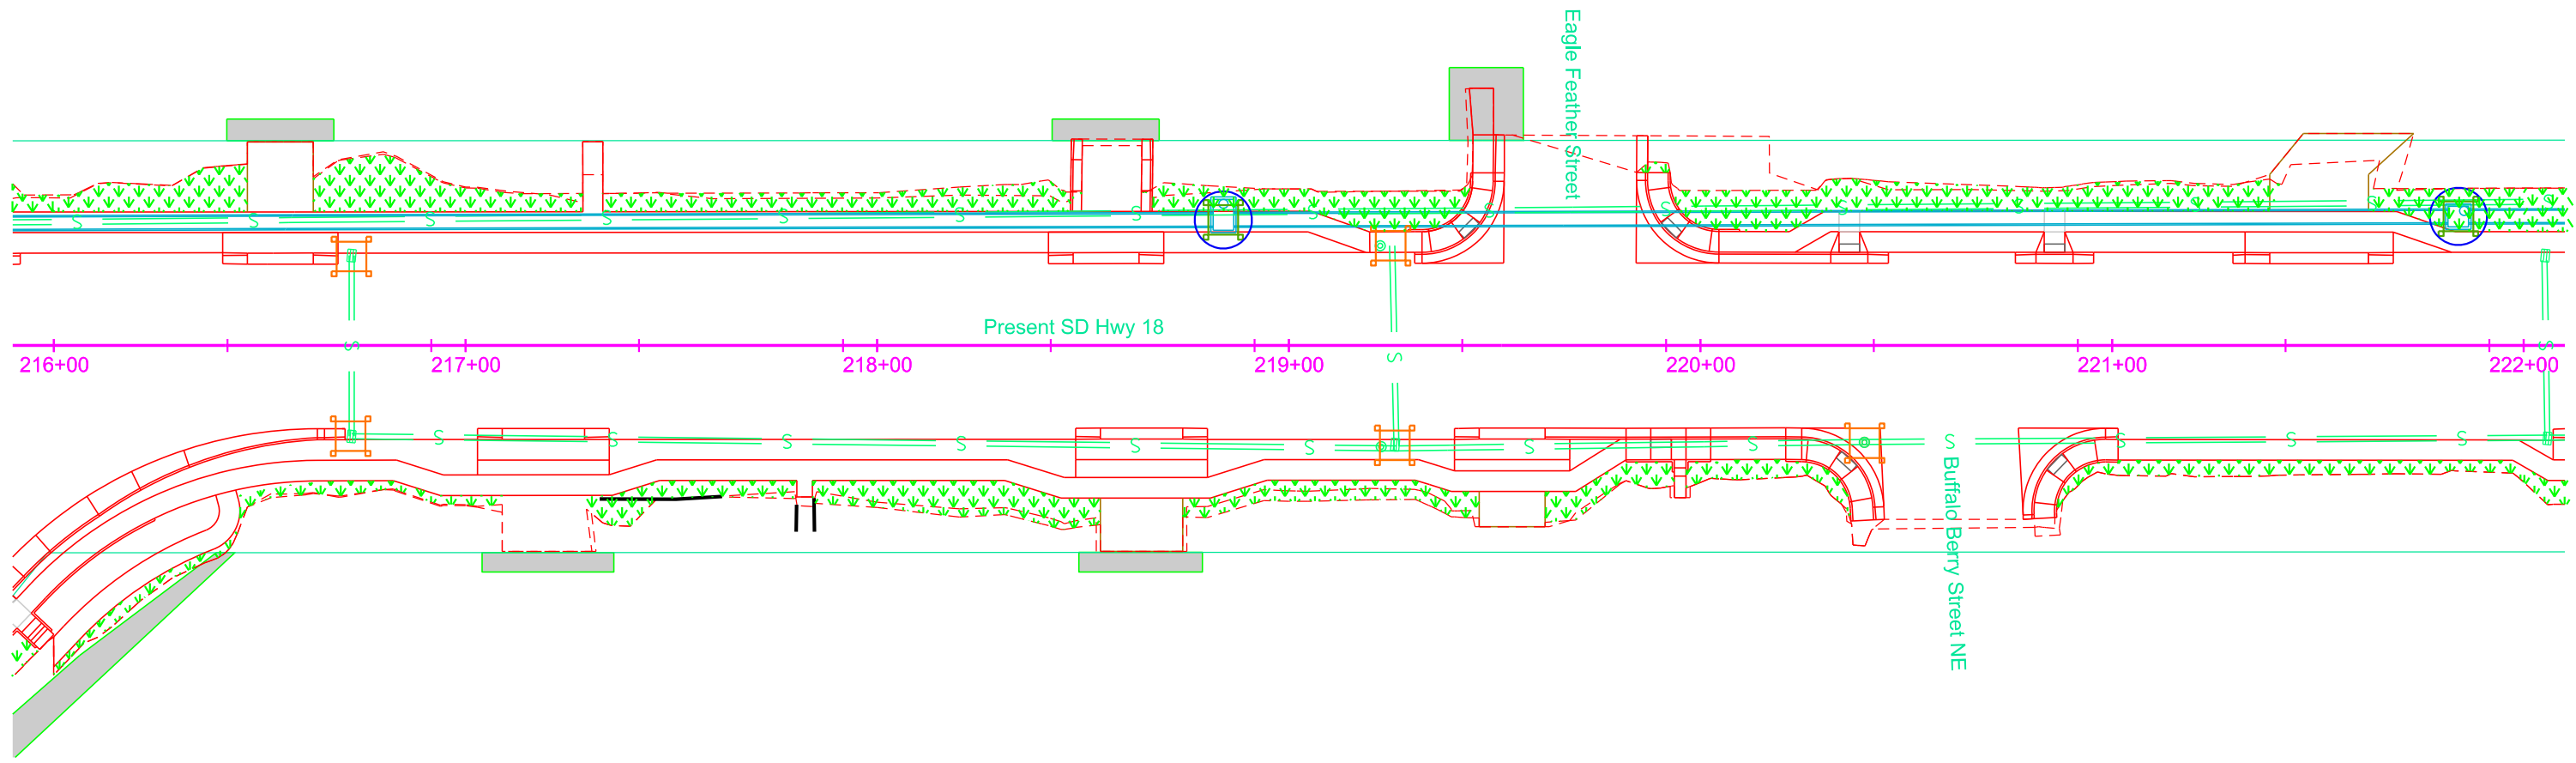 Eagle Feather Street
S S S S S S S S S S S S S
Present SD Hwy 18
S S S
216+00 217+00 218+00 219+00 220+00 221+00 222+00
S S S S S S S S S S S S
Buffald Berry Street NE